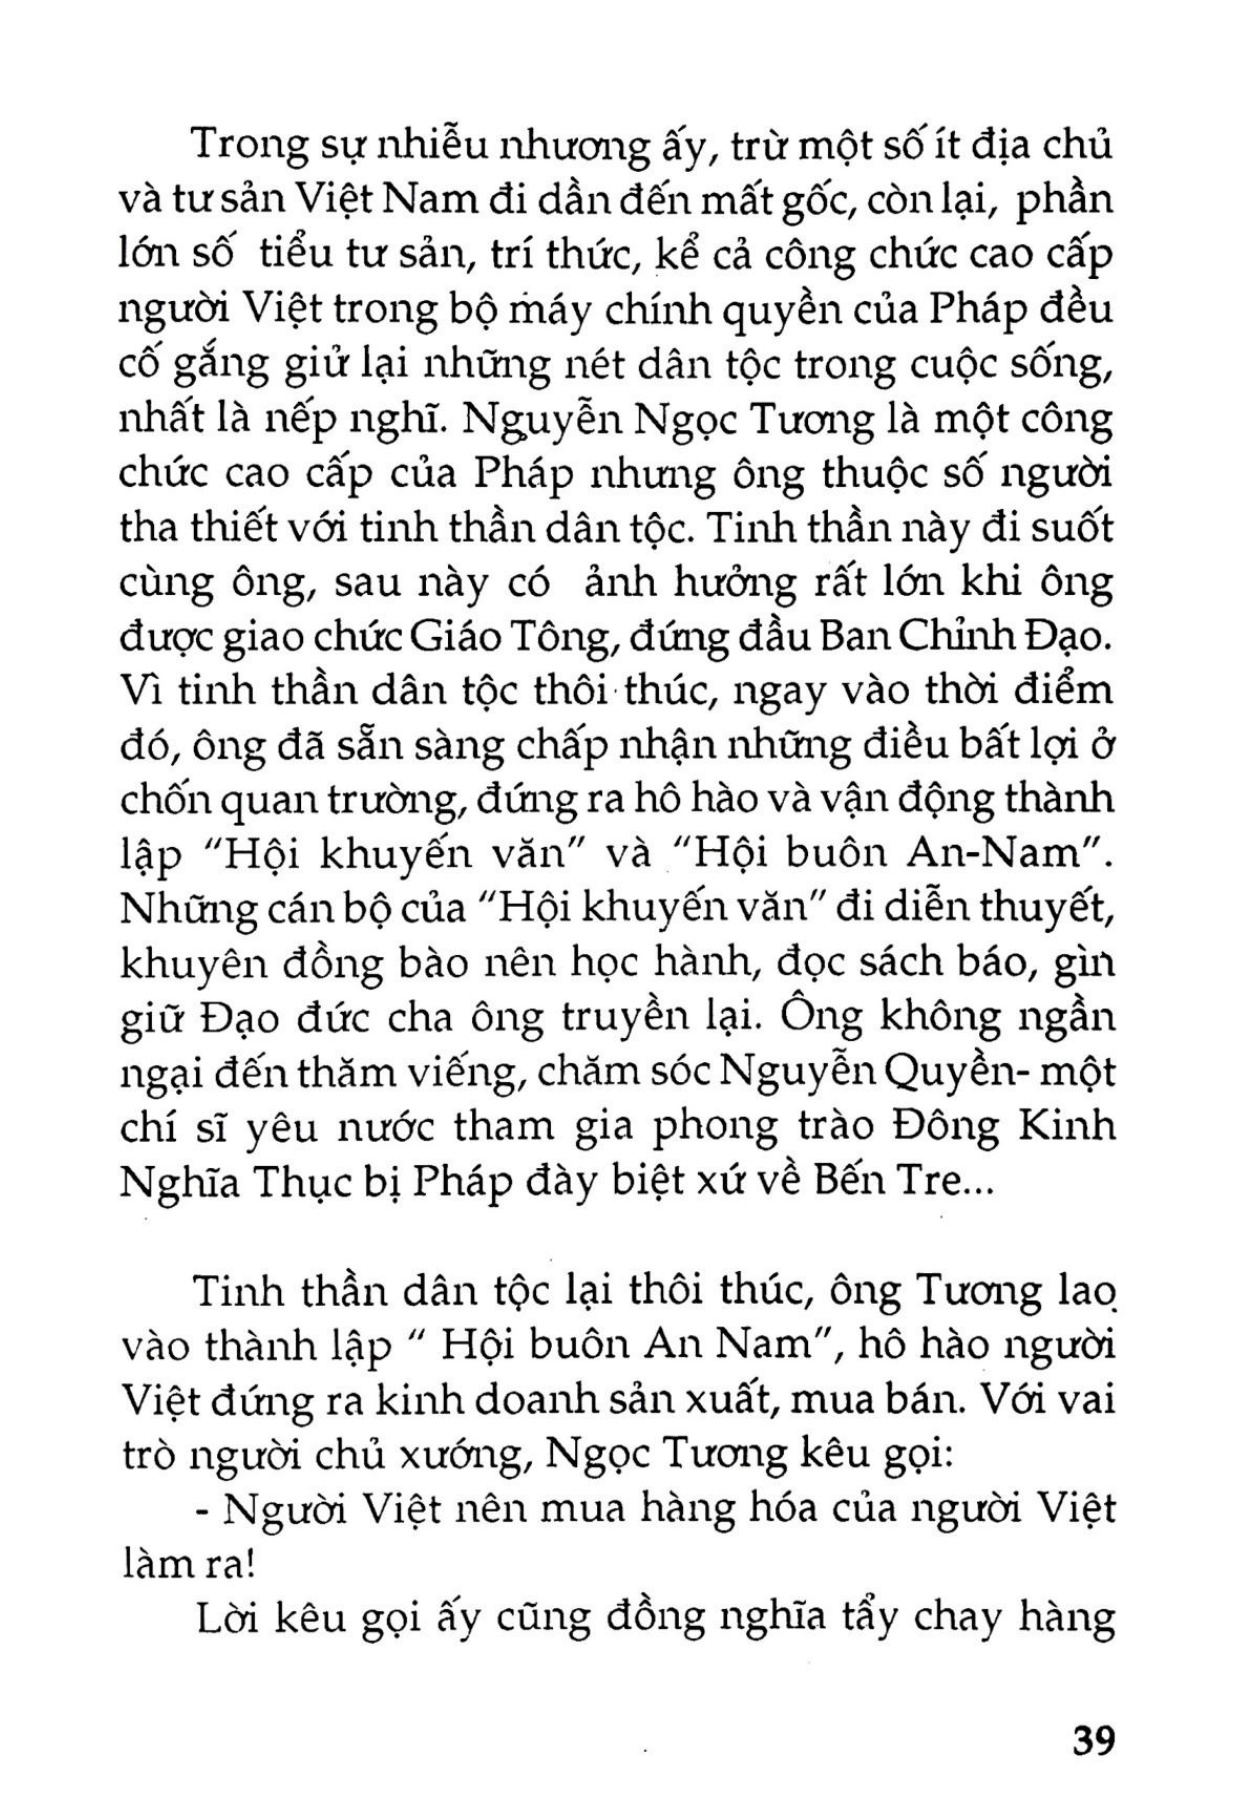 Trong sự nhiễu nhương ấy, trừ một số ít địa chủ
và tư sản Việt Nam đi dần đến mất gốc, còn lại, phần
lớn số tiểu tư sản, trí thức, kể cả công chức cao cấp
người Việt trong bộ máy chính quyền của Pháp đều
cố gắng giử lại những nét dân tộc trong cuộc sống,
nhất là nếp nghĩ. Nguyễn Ngọc Tương là một công
chức cao cấp của Pháp nhưng ông thuộc số người
tha thiết với tinh thần dân tộc. Tinh thần này đi suốt
cùng ông, sau này có ảnh hưởng rất lớn khi ông
được giao chức Giáo Tông, đứng đầu Ban Chỉnh Đạo.
Vì tinh thần dân tộc thôi thúc, ngay vào thời điểm
đó, ông đã sẵn sàng chấp nhận những điều bất lợi ở
chốn quan trường, đứng ra hô hào và vận động thành
lập "Hội khuyến văn" và "Hội buôn An-Nam".
Những cán bộ của "Hội khuyến văn" đi diễn thuyết,
khuyên đồng bào nên học hành, đọc sách báo, gìn
giữ Đạo đức cha ông truyền lại. Ông không ngần
ngại đến thăm viếng, chăm sóc Nguyễn Quyền- một
chí sĩ yêu nước tham gia phong trào Đông Kinh
Nghĩa Thục bị Pháp đày biệt xứ về Bến Tre...
Tinh thần dân tộc lại thôi thúc, ông Tương lao
vào thành lập " Hội buôn An Nam", hô hào người
Việt đứng ra kinh doanh sản xuất, mua bán. Với vai
trò người chủ xướng, Ngọc Tương kêu gọi:
- Người Việt nên mua hàng hóa của người Việt
làm ra!
Lời kêu gọi ấy cũng đồng nghĩa tẩy chay hàng
39